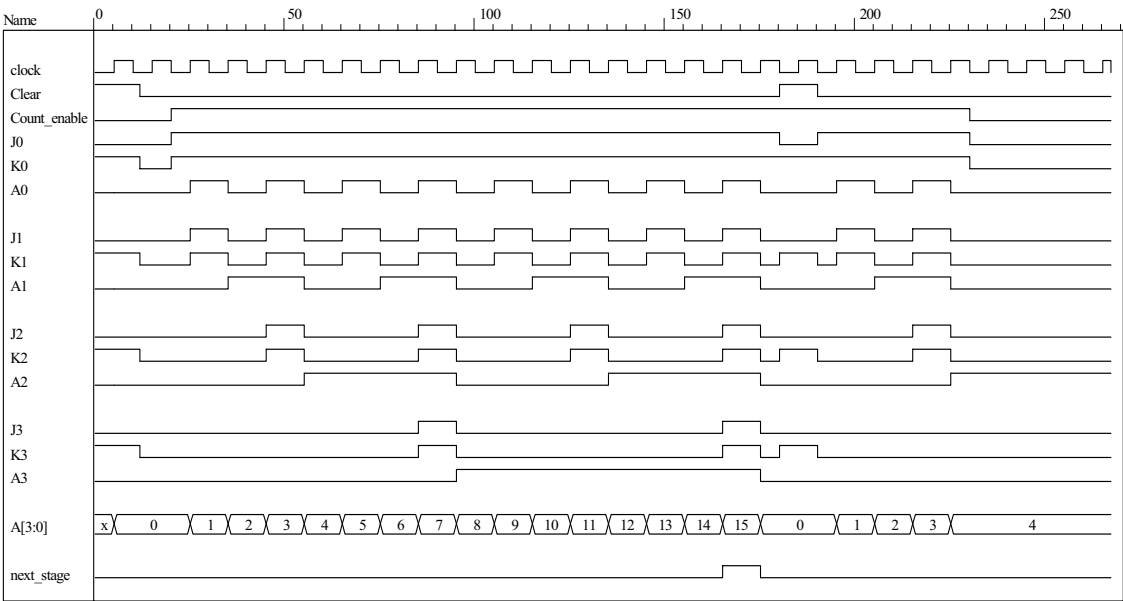 Name 0 50 100 150 200 250
clock
Clear
Count_enable
J0
K0
A0
J1
K1
A1
J2
K2
A2
J3
K3
A3
A[3:0] x 0 1 2 3 4 5 6 7 8 9 10 11 12 13 14 15 0 1 2 3 4
next_stage